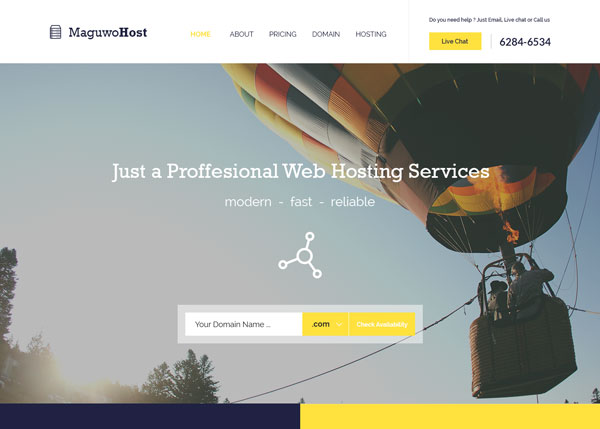 MaguwoHost
HOME ABOUT PRICING DOMAIN HOSTING
Do you need help ? Just Email, Live chat or Call us
Live Chat
6284-6534
Just a Proffesional Web Hosting Services
modern - fast - reliable
Your Domain Name ...
.com
Check Availability